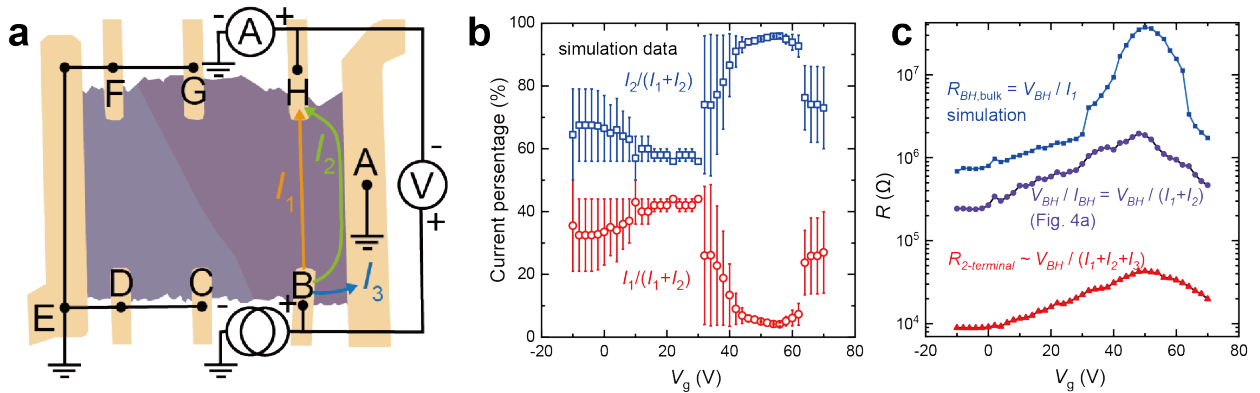 a
- A +
F G H
I2
I1
A
-
V
+
D C B
I3
E
- +
b
simulation data
I2/(I1+I2)
I1/(I1+I2)
Current persentage (%)
100
80
60
40
20
0
-20 0 20 40 60 80
Vg (V)
c
RBH,bulk = VBH / I1
simulation
VBH / IBH = VBH / (I1+I2)
(Fig. 4a)
R2-terminal ~ VBH / (I1+I2+I3)
R (Ω)
10^7
10^6
10^5
10^4
-20 0 20 40 60 80
Vg (V)